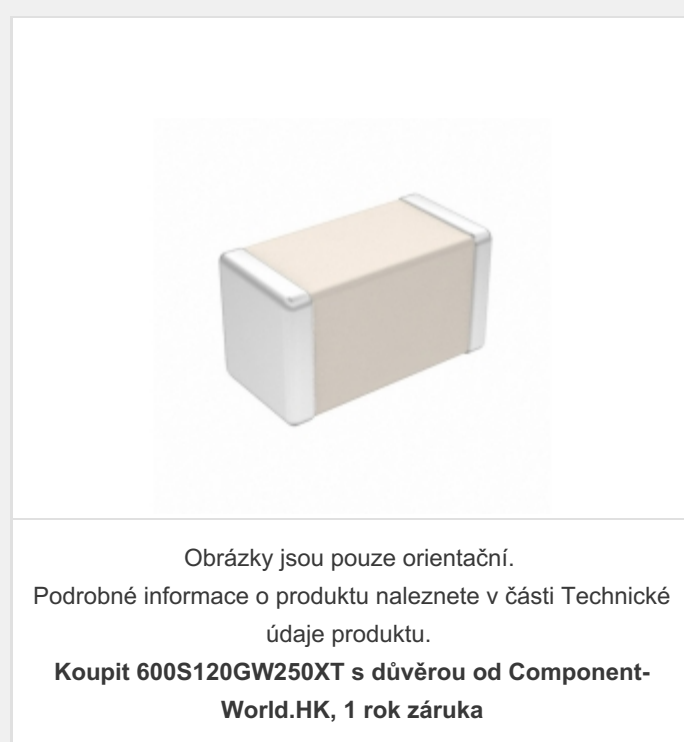 Obrázky jsou pouze orientační.
Podrobné informace o produktu naleznete v části Technické
údaje produktu.
Koupit 600S120GW250XT s důvěrou od Component-
World.HK, 1 rok záruka